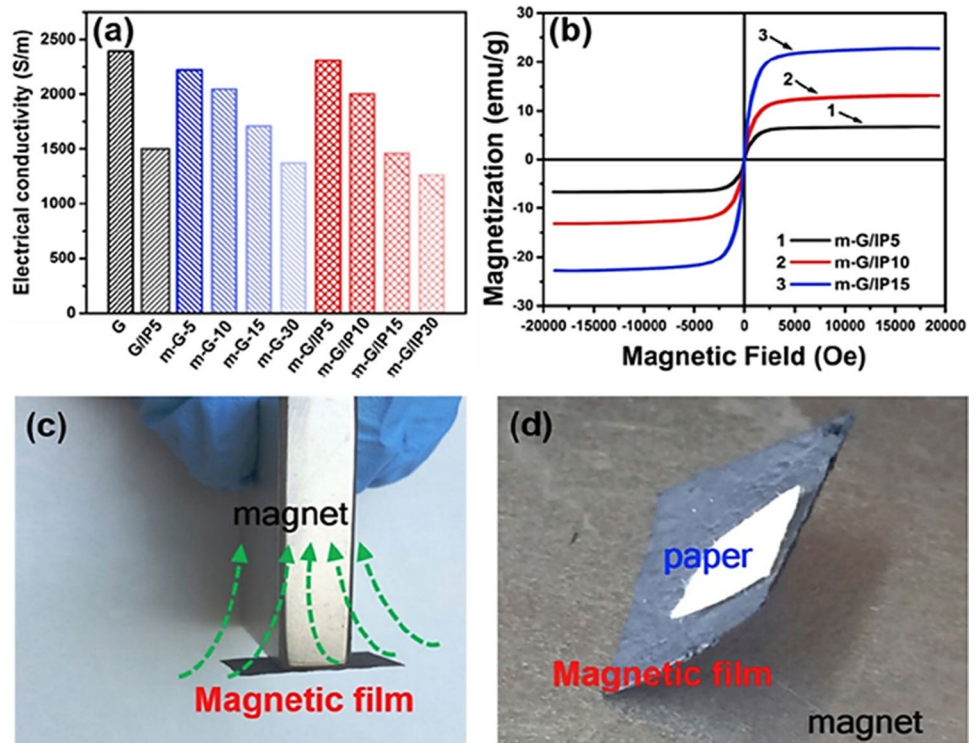 (a)
Electrical conductivity (S/m)
2500
2000
1500
1000
500
0
G
G/IP5
m-G-5
m-G-10
m-G-15
m-G-30
m-G/IP5
m-G/IP10
m-G/IP15
m-G/IP30
(b)
Magnetization (emu/g)
30
20
10
0
-10
-20
-30
3
2
1
1 m-G/IP5
2 m-G/IP10
3 m-G/IP15
-20000 -15000 -10000 -5000 0 5000 10000 15000 20000
Magnetic Field (Oe)
(c)
magnet
Magnetic film
(d)
paper
Magnetic film
magnet